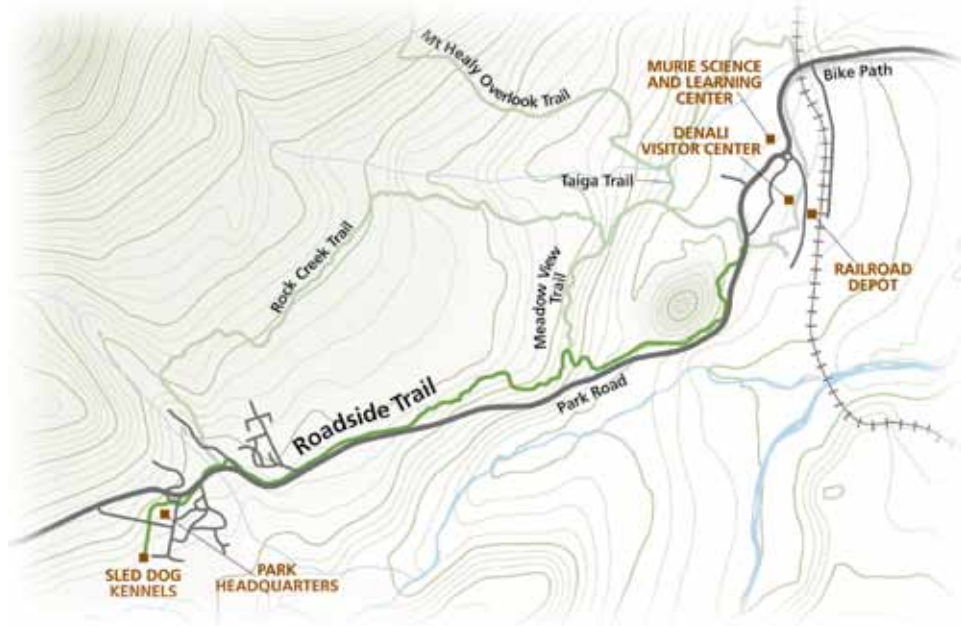 Mt Healy Overlook Trail
MURIE SCIENCE
AND LEARNING
CENTER
Bike Path
DENALI
VISITOR CENTER
Taiga Trail
Rock Creek Trail
Meadow View
Trail
RAILROAD
DEPOT
Roadside Trail
Park Road
SLED DOG
KENNELS
PARK
HEADQUARTERS